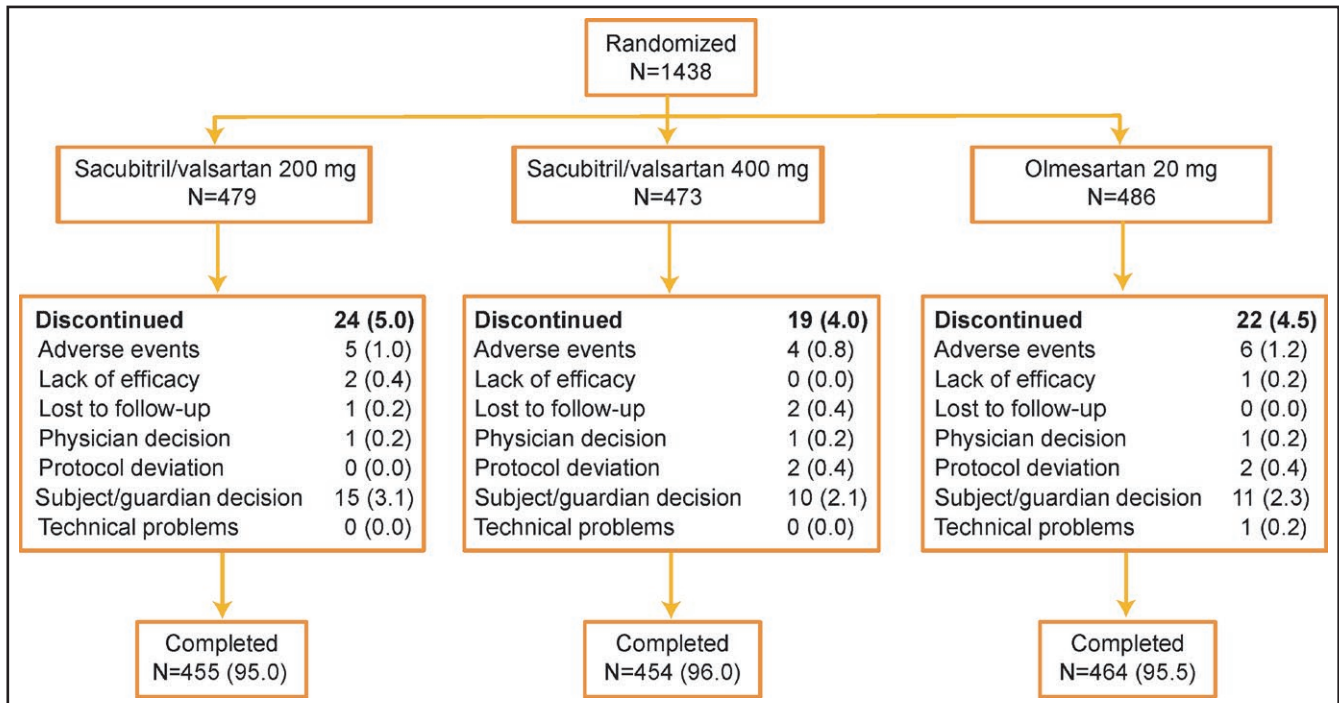 Randomized
N=1438
Sacubitril/valsartan 200 mg
N=479
Sacubitril/valsartan 400 mg
N=473
Olmesartan 20 mg
N=486
Discontinued 24 (5.0)
Adverse events 5 (1.0)
Lack of efficacy 2 (0.4)
Lost to follow-up 1 (0.2)
Physician decision 1 (0.2)
Protocol deviation 0 (0.0)
Subject/guardian decision 15 (3.1)
Technical problems 0 (0.0)
Discontinued 19 (4.0)
Adverse events 4 (0.8)
Lack of efficacy 0 (0.0)
Lost to follow-up 2 (0.4)
Physician decision 1 (0.2)
Protocol deviation 2 (0.4)
Subject/guardian decision 10 (2.1)
Technical problems 0 (0.0)
Discontinued 22 (4.5)
Adverse events 6 (1.2)
Lack of efficacy 1 (0.2)
Lost to follow-up 0 (0.0)
Physician decision 1 (0.2)
Protocol deviation 2 (0.4)
Subject/guardian decision 11 (2.3)
Technical problems 1 (0.2)
Completed
N=455 (95.0)
Completed
N=454 (96.0)
Completed
N=464 (95.5)